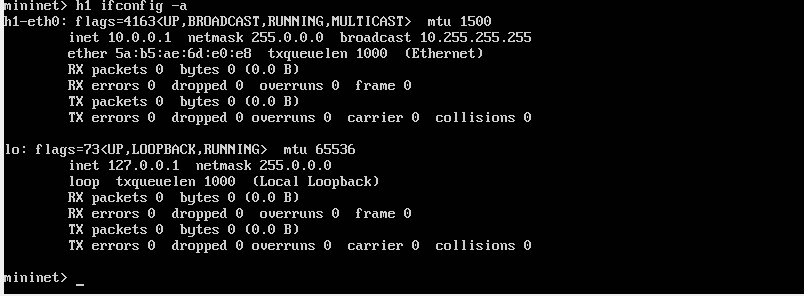 mininet> h1 ifconfig -a
h1-eth0: flags=4163<UP,BROADCAST,RUNNING,MULTICAST>  mtu 1500
        inet 10.0.0.1  netmask 255.0.0.0  broadcast 10.255.255.255
        ether 5a:b5:ae:6d:e0:e8  txqueuelen 1000  (Ethernet)
        RX packets 0  bytes 0 (0.0 B)
        RX errors 0  dropped 0  overruns 0  frame 0
        TX packets 0  bytes 0 (0.0 B)
        TX errors 0  dropped 0 overruns 0  carrier 0  collisions 0

lo: flags=73<UP,LOOPBACK,RUNNING>  mtu 65536
        inet 127.0.0.1  netmask 255.0.0.0
        loop  txqueuelen 1000  (Local Loopback)
        RX packets 0  bytes 0 (0.0 B)
        RX errors 0  dropped 0  overruns 0  frame 0
        TX packets 0  bytes 0 (0.0 B)
        TX errors 0  dropped 0 overruns 0  carrier 0  collisions 0

mininet> _